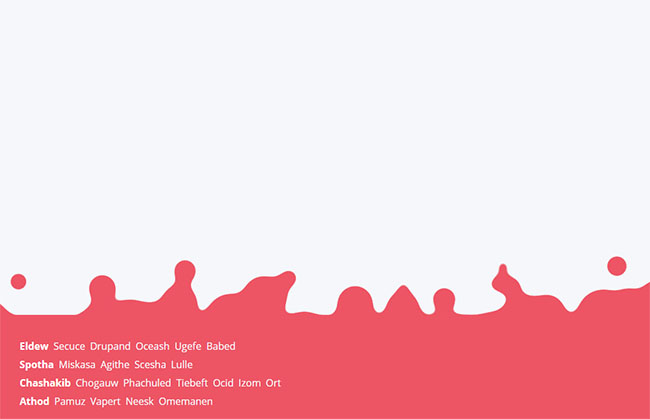 Eldew Secuce Drupand Oceash Ugefe Babed
Spotha Miskasa Agithe Scesha Lulle
Chashakib Chogauw Phachuled Tiebeft Ocid Izom Ort
Athod Pamuz Vapert Neesk Omemanen